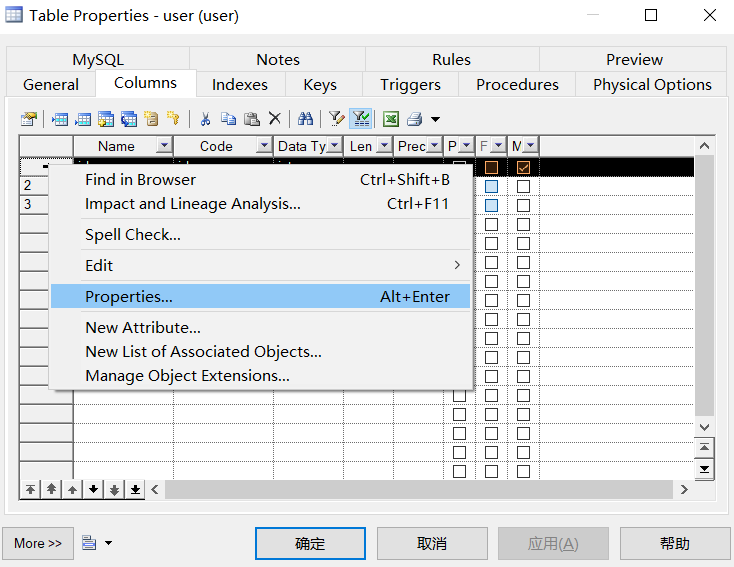 Table Properties - user (user)
MySQL Notes Rules Preview
General Columns Indexes Keys Triggers Procedures Physical Options
Name Code Data Ty Len Prec P F M
2
3
Find in Browser Ctrl+Shift+B
Impact and Lineage Analysis... Ctrl+F11
Spell Check...
Edit
Properties... Alt+Enter
New Attribute...
New List of Associated Objects...
Manage Object Extensions...
More >> 确定 取消 应用(A) 帮助